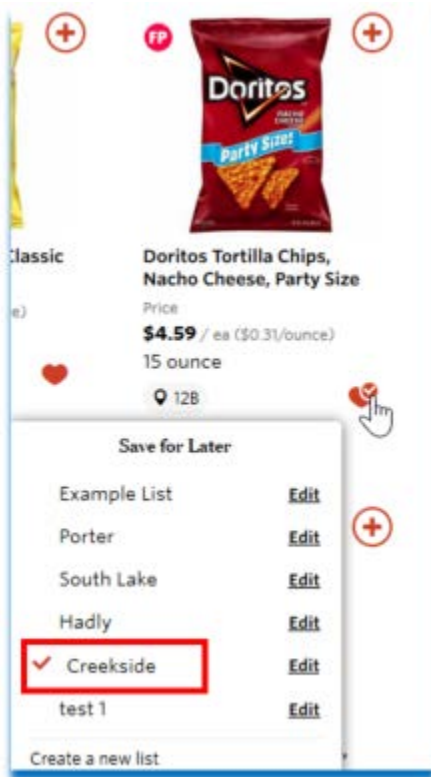 FP
Doritos
NACHO
CHEESE
Party Size!
Classic
Doritos Tortilla Chips,
Nacho Cheese, Party Size
e)
Price
$4.59 / ea ($0.31/ounce)
15 ounce
12B
Save for Later
Example List Edit
Porter Edit
South Lake Edit
Hadly Edit
Creekside Edit
test 1 Edit
Create a new list